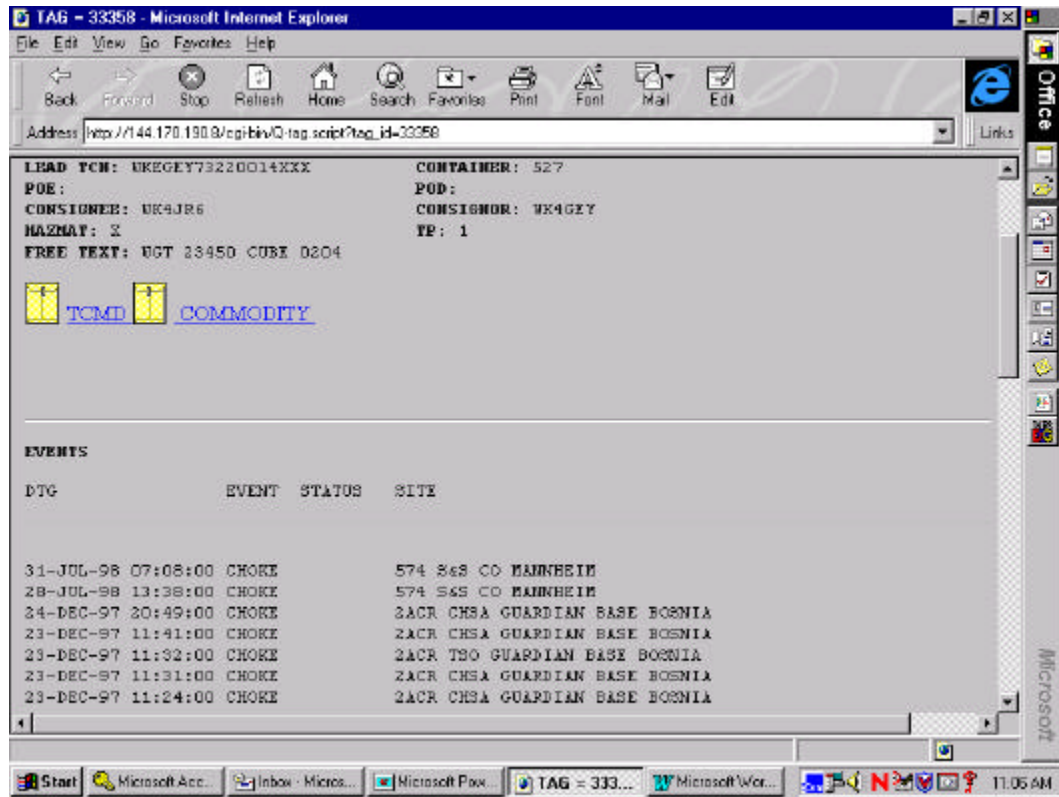 TAG = 33358 - Microsoft Internet Explorer
File Edit View Go Favorites Help
Back Forward Stop Refresh Home Search Favorites Print Font Mail Edit
Address http://144.170.190.8/cgi-bin/Q-tag.script?tag_id=33358 Links
LEAD TCN: WKEGEY73220014XXX CONTAINER: 527
POE: POD:
CONSIGNEE: WK4JR6 CONSIGNOR: WK4GEY
HAZMAT: X TP: 1
FREE TEXT: WGT 23450 CUBE 0204
TCMD COMMODITY
EVENTS
DTG EVENT STATUS SITE
31-JUL-98 07:08:00 CHOKE 574 S&S CO MANNHEIM
28-JUL-98 13:38:00 CHOKE 574 S&S CO MANNHEIM
24-DEC-97 20:49:00 CHOKE 2ACR CHSA GUARDIAN BASE BOSNIA
23-DEC-97 11:41:00 CHOKE 2ACR CHSA GUARDIAN BASE BOSNIA
23-DEC-97 11:32:00 CHOKE 2ACR TSO GUARDIAN BASE BOSNIA
23-DEC-97 11:31:00 CHOKE 2ACR CHSA GUARDIAN BASE BOSNIA
23-DEC-97 11:24:00 CHOKE 2ACR CHSA GUARDIAN BASE BOSNIA
Office
Microsoft
Start Microsoft Acc... Inbox - Micros... Microsoft Pow... TAG = 333... Microsoft Wor... 11:06 AM